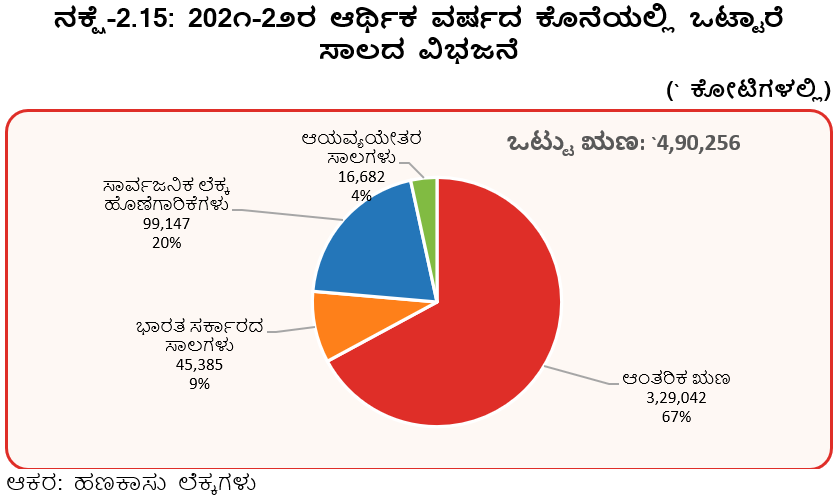 ನಕ್ಷೆ-2.15: 202೧-2೨ರ ಆರ್ಥಿಕ ವರ್ಷದ ಕೊನೆಯಲ್ಲಿ ಒಟ್ಟಾರೆ
ಸಾಲದ ವಿಭಜನೆ
(` ಕೋಟಿಗಳಲ್ಲಿ)
ಒಟ್ಟು ಋಣ: `4,90,256
ಆಯವ್ಯಯೇತರ
ಸಾಲಗಳು
16,682
4%
ಸಾರ್ವಜನಿಕ ಲೆಕ್ಕ
ಹೊಣೆಗಾರಿಕೆಗಳು
99,147
20%
ಭಾರತ ಸರ್ಕಾರದ
ಸಾಲಗಳು
45,385
9%
ಆಂತರಿಕ ಋಣ
3,29,042
67%
ಆಕರ: ಹಣಕಾಸು ಲೆಕ್ಕಗಳು